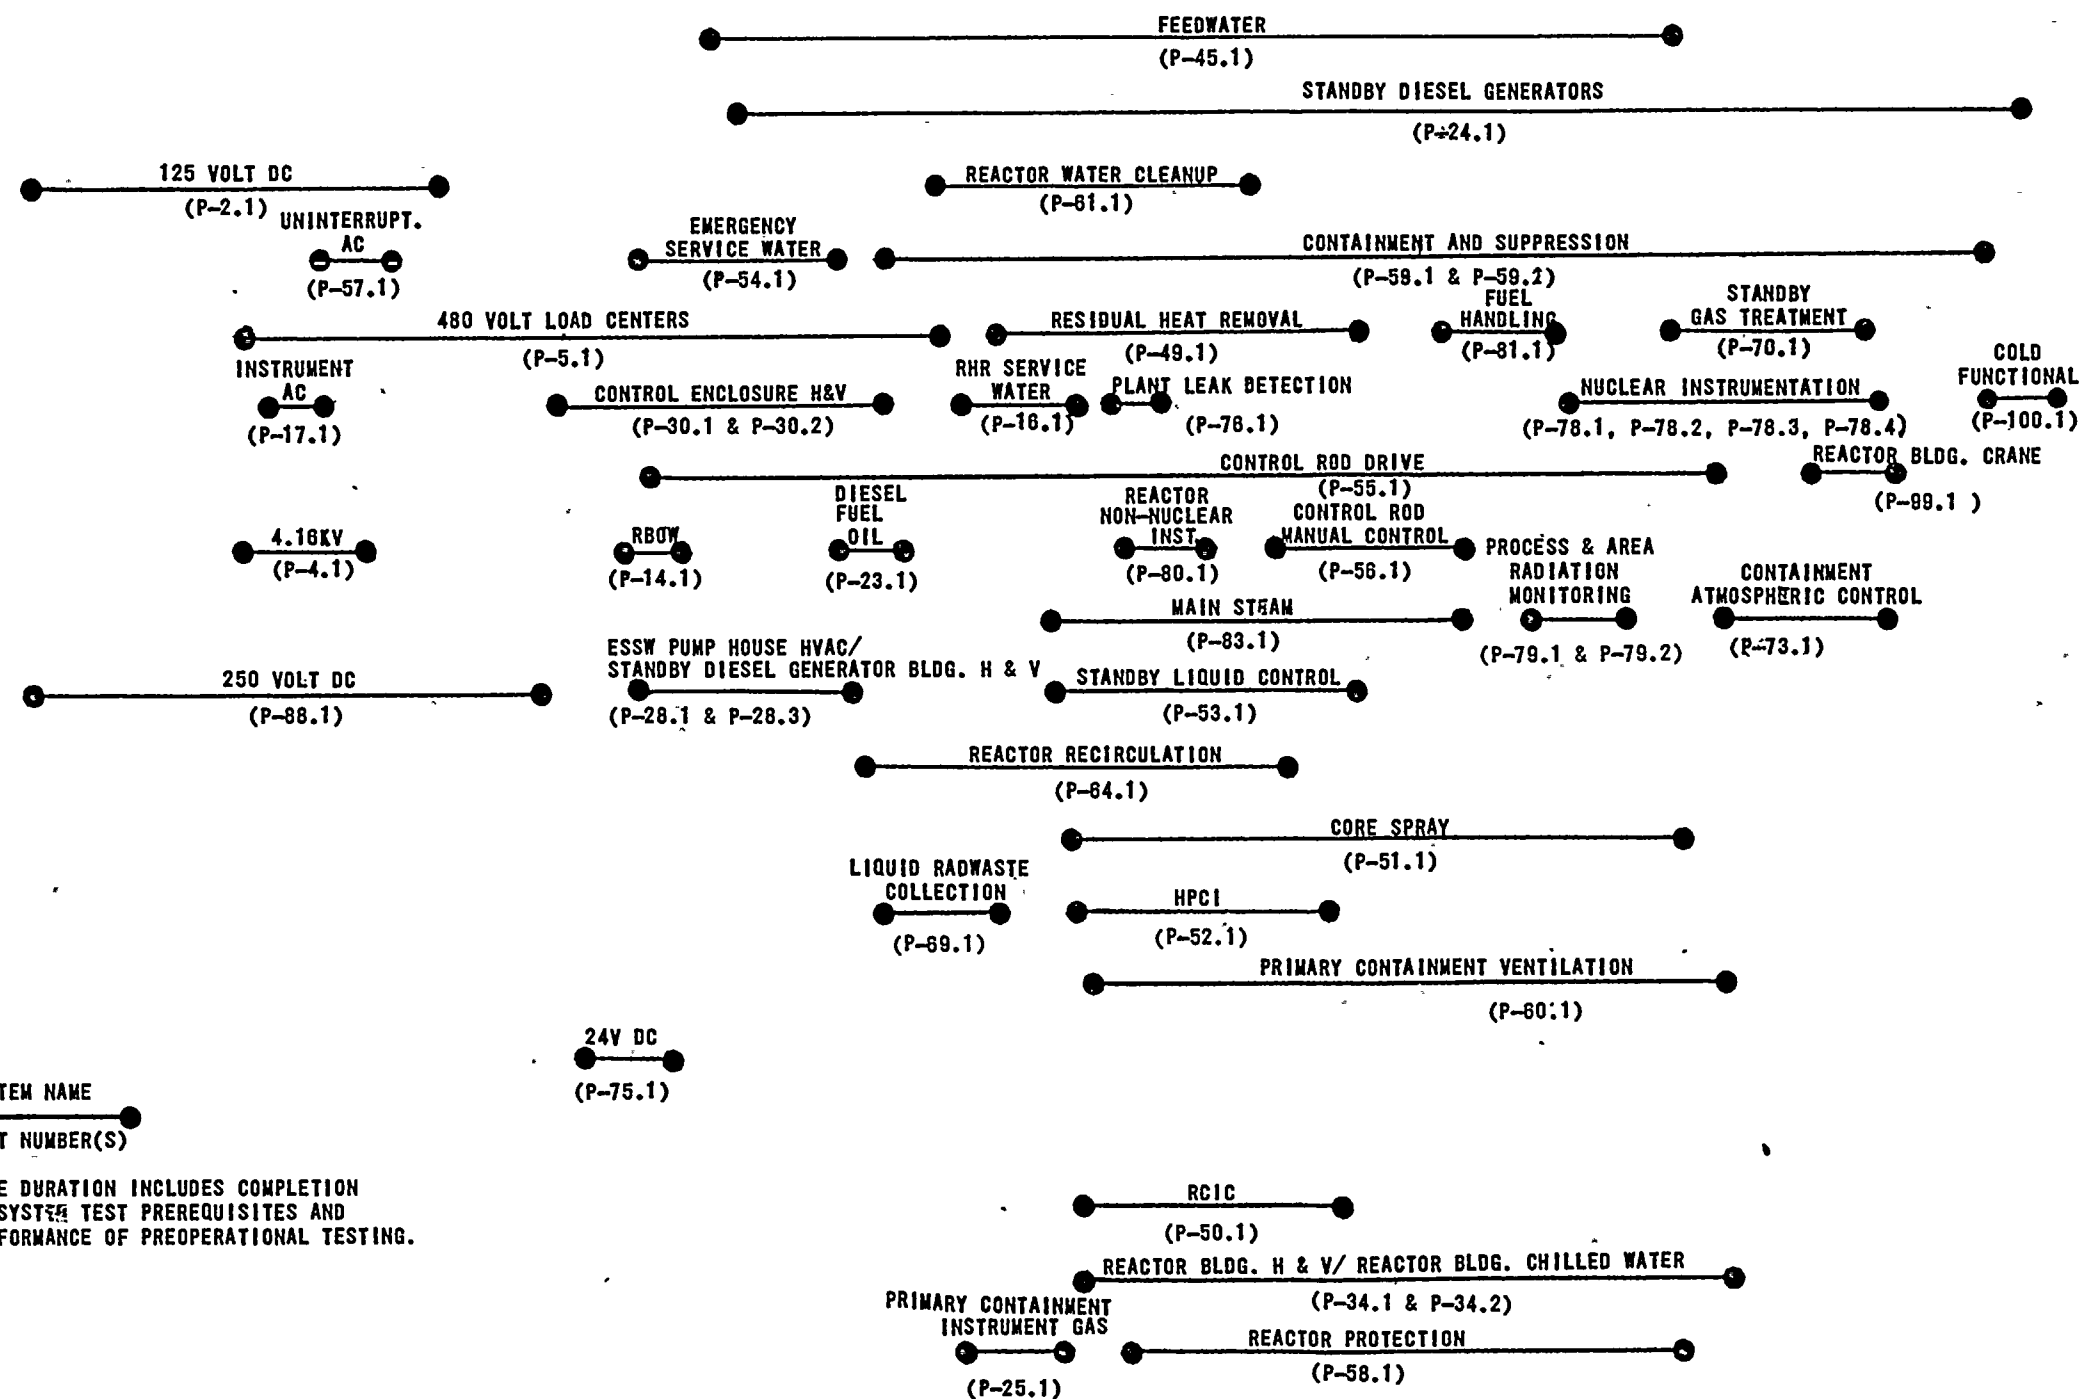 FEEDWATER
(P-45.1)
STANDBY DIESEL GENERATORS
(P-24.1)
125 VOLT DC
(P-2.1)
REACTOR WATER CLEANUP
(P-61.1)
UNINTERRUPT.
AC
(P-57.1)
EMERGENCY
SERVICE WATER
(P-54.1)
CONTAINMENT AND SUPPRESSION
(P-59.1 & P-59.2)
480 VOLT LOAD CENTERS
(P-5.1)
RESIDUAL HEAT REMOVAL
(P-49.1)
FUEL
HANDLING
(P-81.1)
STANDBY
GAS TREATMENT
(P-70.1)
INSTRUMENT
AC
(P-17.1)
CONTROL ENCLOSURE H&V
(P-30.1 & P-30.2)
RHR SERVICE
WATER
(P-16.1)
PLANT LEAK DETECTION
(P-76.1)
NUCLEAR INSTRUMENTATION
(P-78.1, P-78.2, P-78.3, P-78.4)
COLD
FUNCTIONAL
(P-100.1)
CONTROL ROD DRIVE
(P-55.1)
REACTOR BLDG. CRANE
(P-99.1 )
4.16KV
(P-4.1)
RBCW
(P-14.1)
DIESEL
FUEL
OIL
(P-23.1)
REACTOR
NON-NUCLEAR
INST.
(P-80.1)
CONTROL ROD
MANUAL CONTROL
(P-56.1)
PROCESS & AREA
RADIATION
MONITORING
(P-79.1 & P-79.2)
CONTAINMENT
ATMOSPHERIC CONTROL
(P-73.1)
MAIN STEAM
(P-83.1)
250 VOLT DC
(P-88.1)
ESSW PUMP HOUSE HVAC/
STANDBY DIESEL GENERATOR BLDG. H & V
(P-28.1 & P-28.3)
STANDBY LIQUID CONTROL
(P-53.1)
REACTOR RECIRCULATION
(P-64.1)
CORE SPRAY
(P-51.1)
LIQUID RADWASTE
COLLECTION
(P-69.1)
HPCI
(P-52.1)
PRIMARY CONTAINMENT VENTILATION
(P-60.1)
24V DC
(P-75.1)
TEM NAME
T NUMBER(S)
E DURATION INCLUDES COMPLETION
SYSTEM TEST PREREQUISITES AND
FORMANCE OF PREOPERATIONAL TESTING.
RCIC
(P-50.1)
REACTOR BLDG. H & V/ REACTOR BLDG. CHILLED WATER
(P-34.1 & P-34.2)
PRIMARY CONTAINMENT
INSTRUMENT GAS
(P-25.1)
REACTOR PROTECTION
(P-58.1)